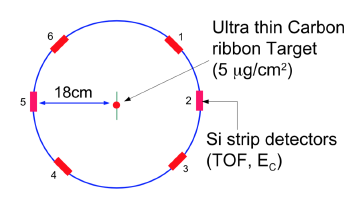 Ultra thin Carbon
ribbon Target
(5 μg/cm²)
6
1
18cm
5
2
Si strip detectors
(TOF, E_C)
4
3